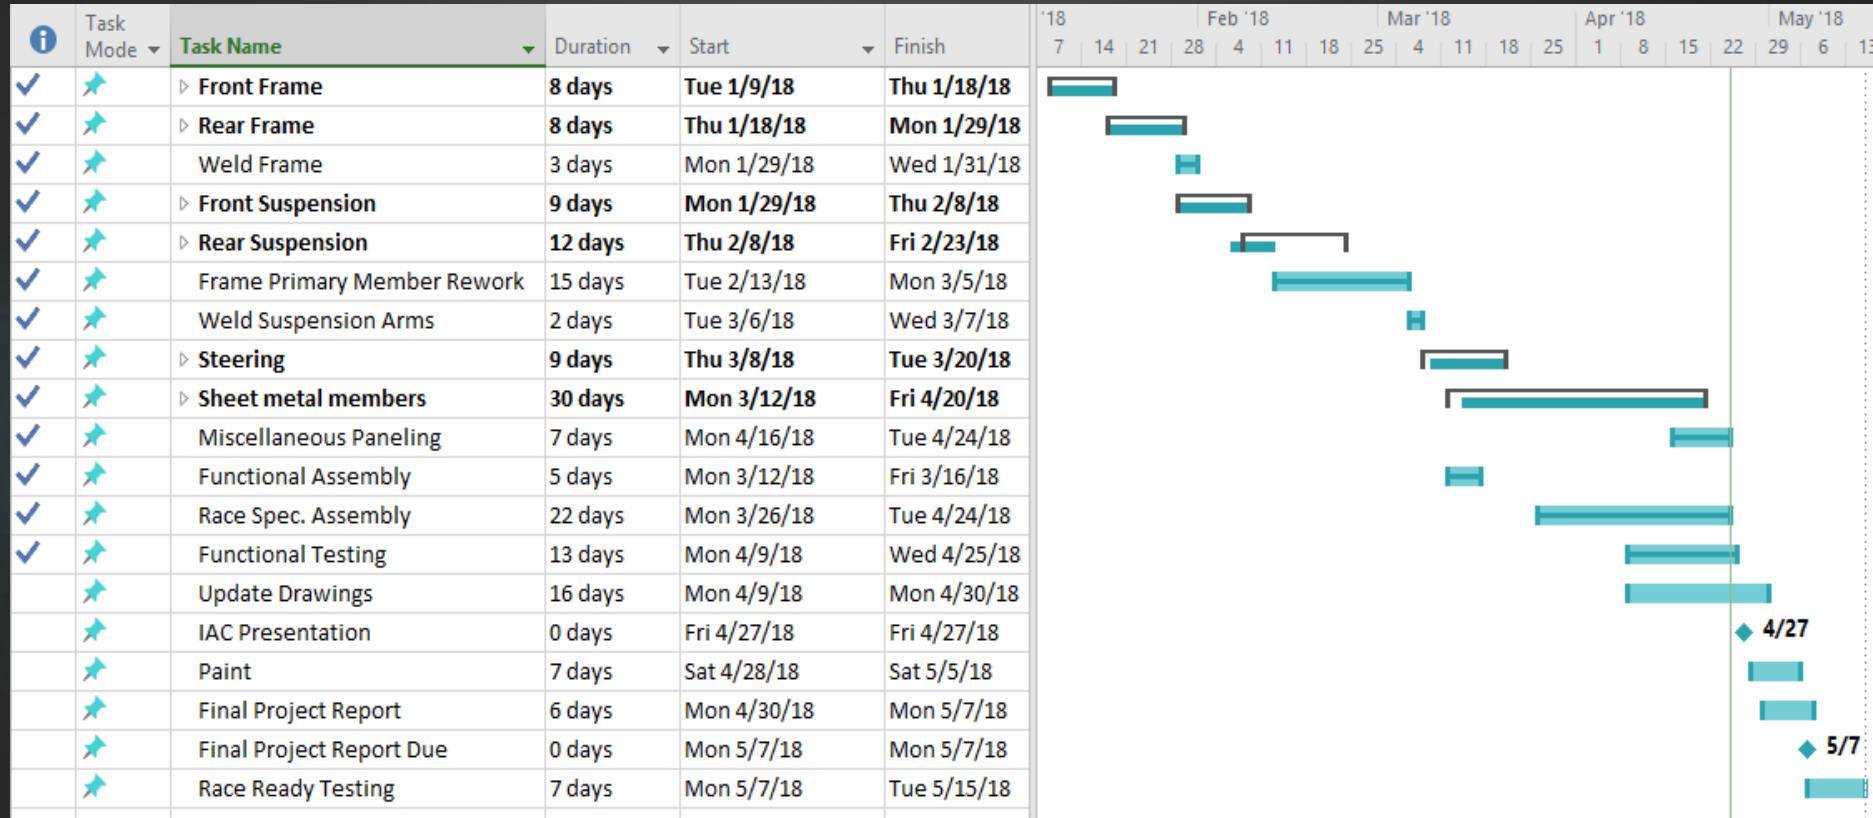 Task Mode Task Name Duration Start Finish
'18 Feb '18 Mar '18 Apr '18 May '18
7 14 21 28 4 11 18 25 4 11 18 25 1 8 15 22 29 6 13
Front Frame 8 days Tue 1/9/18 Thu 1/18/18
Rear Frame 8 days Thu 1/18/18 Mon 1/29/18
Weld Frame 3 days Mon 1/29/18 Wed 1/31/18
Front Suspension 9 days Mon 1/29/18 Thu 2/8/18
Rear Suspension 12 days Thu 2/8/18 Fri 2/23/18
Frame Primary Member Rework 15 days Tue 2/13/18 Mon 3/5/18
Weld Suspension Arms 2 days Tue 3/6/18 Wed 3/7/18
Steering 9 days Thu 3/8/18 Tue 3/20/18
Sheet metal members 30 days Mon 3/12/18 Fri 4/20/18
Miscellaneous Paneling 7 days Mon 4/16/18 Tue 4/24/18
Functional Assembly 5 days Mon 3/12/18 Fri 3/16/18
Race Spec. Assembly 22 days Mon 3/26/18 Tue 4/24/18
Functional Testing 13 days Mon 4/9/18 Wed 4/25/18
Update Drawings 16 days Mon 4/9/18 Mon 4/30/18
IAC Presentation 0 days Fri 4/27/18 Fri 4/27/18 4/27
Paint 7 days Sat 4/28/18 Sat 5/5/18
Final Project Report 6 days Mon 4/30/18 Mon 5/7/18
Final Project Report Due 0 days Mon 5/7/18 Mon 5/7/18 5/7
Race Ready Testing 7 days Mon 5/7/18 Tue 5/15/18